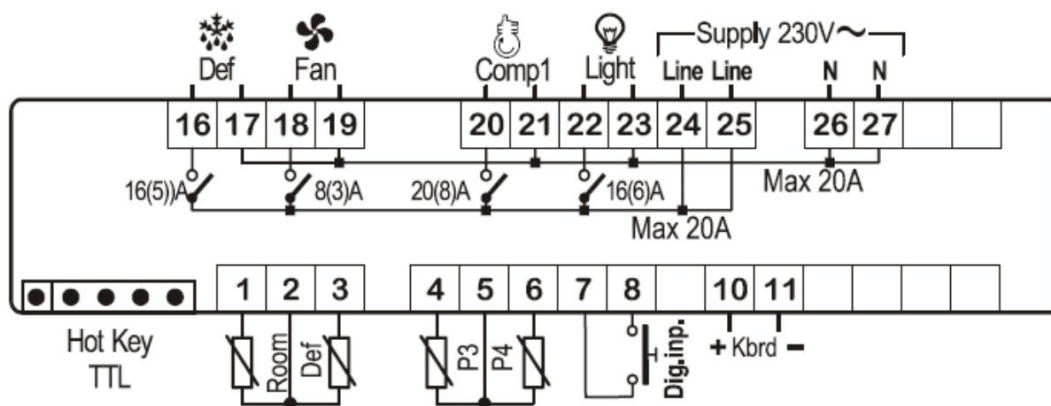 Supply 230V~
Def Fan Comp1 Light Line Line N N
16 17 18 19 20 21 22 23 24 25 26 27
16(5))A 8(3)A 20(8)A 16(6)A Max 20A
Max 20A
1 2 3 4 5 6 7 8 10 11
Hot Key
TTL
Room
Def
P3
P4
Dig.inp.
+ Kbrd -